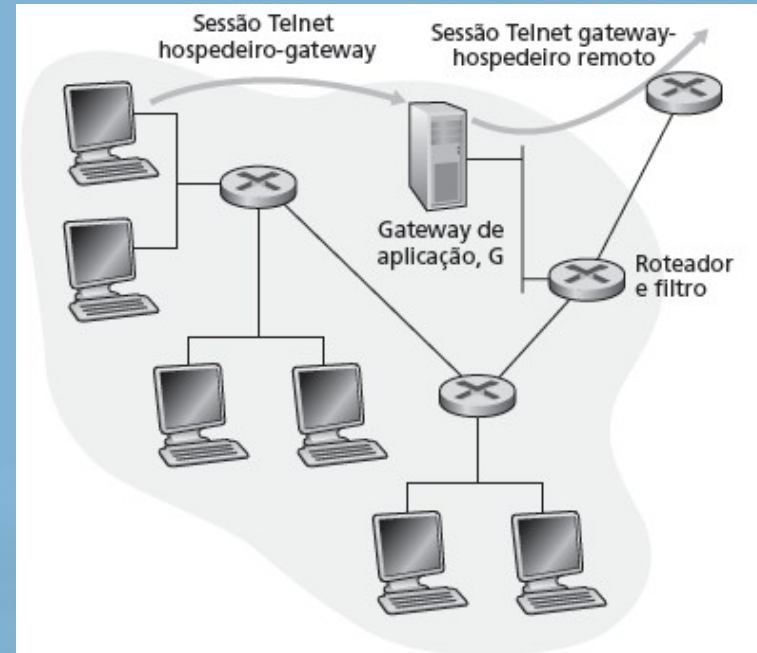 Sessão Telnet
hospedeiro-gateway
Sessão Telnet gateway-
hospedeiro remoto
Gateway de
aplicação, G
Roteador
e filtro